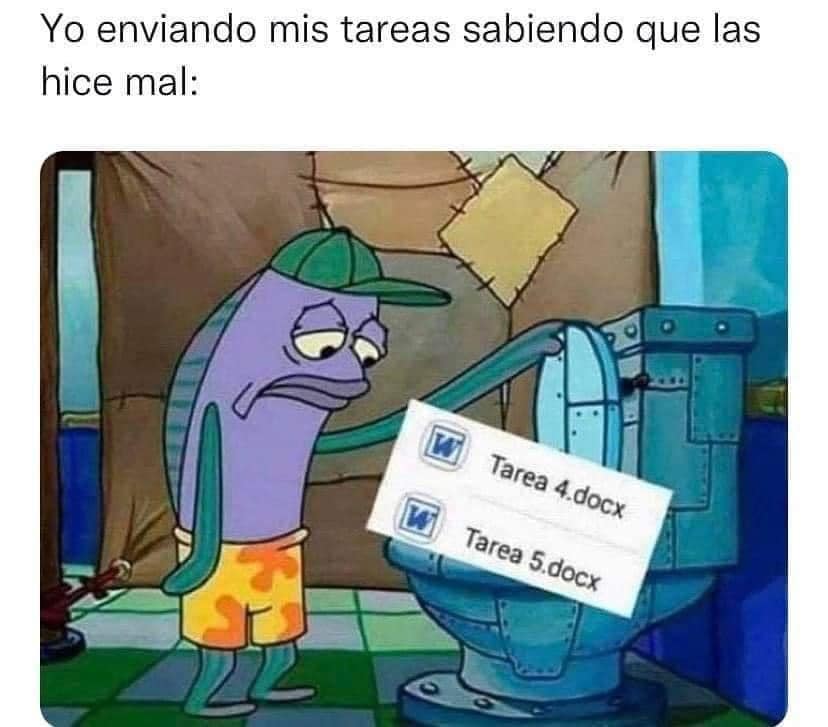 Yo enviando mis tareas sabiendo que las
hice mal:
W Tarea 4.docx
W Tarea 5.docx